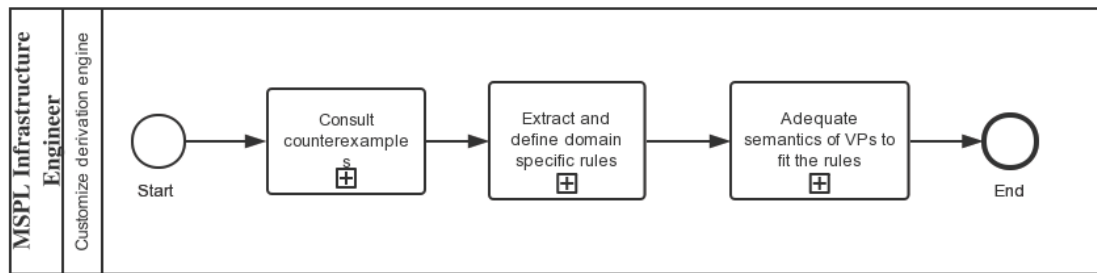 MSPL Infrastructure
Engineer
Customize derivation engine
Start
Consult
counterexample
s
Extract and
define domain
specific rules
Adequate
semantics of VPs to
fit the rules
End